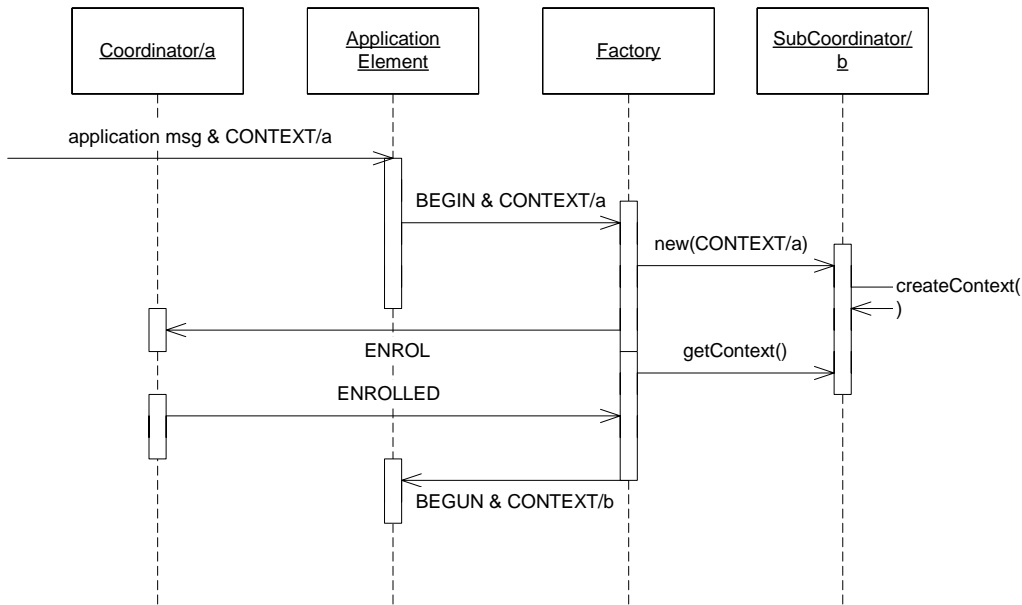 Coordinator/a
Application
Element
Factory
SubCoordinator/
b
application msg & CONTEXT/a
BEGIN & CONTEXT/a
new(CONTEXT/a)
createContext(
)
ENROL
getContext()
ENROLLED
BEGUN & CONTEXT/b